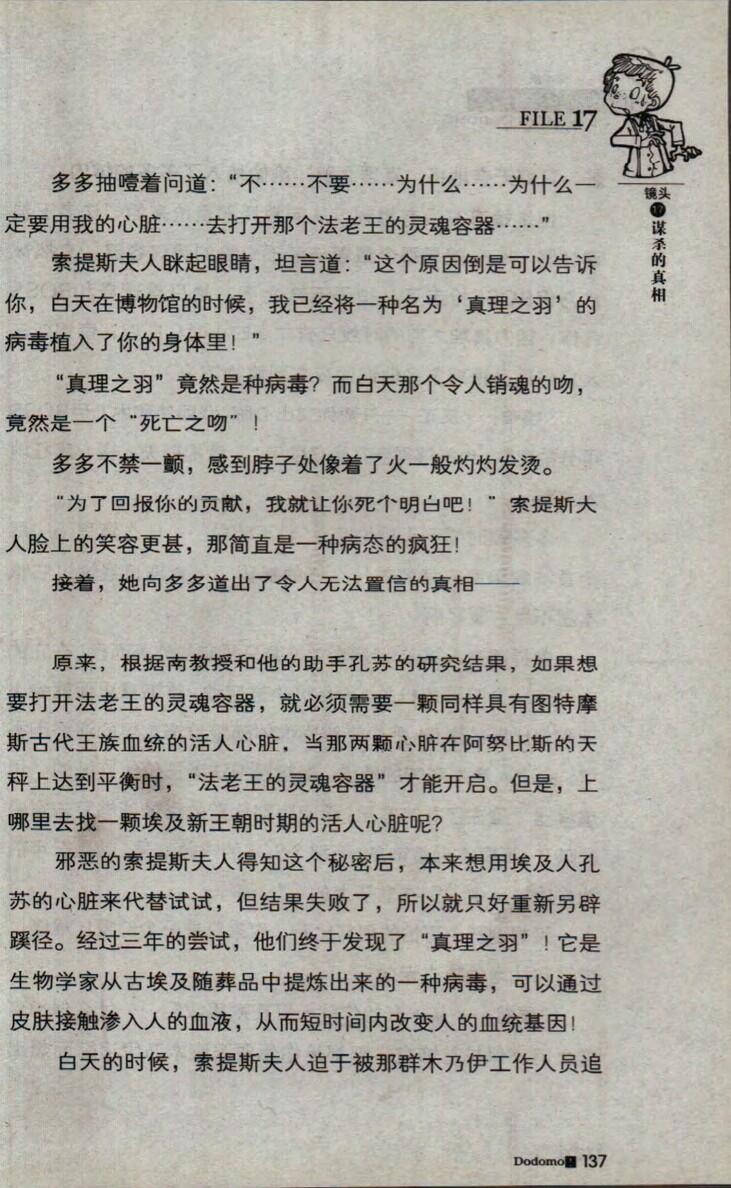 FILE 17
镜头
17
谋杀的真相
多多抽噎着问道：“不……不要……为什么……为什么一
定要用我的心脏……去打开那个法老王的灵魂容器……”
索提斯夫人眯起眼睛，坦言道：“这个原因倒是可以告诉
你，白天在博物馆的时候，我已经将一种名为‘真理之羽’的
病毒植入了你的身体里！”
“真理之羽”竟然是种病毒？而白天那个令人销魂的吻，
竟然是一个“死亡之吻”！
多多不禁一颤，感到脖子处像着了火一般灼灼发烫。
“为了回报你的贡献，我就让你死个明白吧！”索提斯大
人脸上的笑容更甚，那简直是一种病态的疯狂！
接着，她向多多道出了令人无法置信的真相——
原来，根据南教授和他的助手孔苏的研究结果，如果想
要打开法老王的灵魂容器，就必须需要一颗同样具有图特摩
斯古代王族血统的活人心脏，当那两颗心脏在阿努比斯的天
秤上达到平衡时，“法老王的灵魂容器”才能开启。但是，上
哪里去找一颗埃及新王朝时期的活人心脏呢？
邪恶的索提斯夫人得知这个秘密后，本来想用埃及人孔
苏的心脏来代替试试，但结果失败了，所以就只好重新另辟
蹊径。经过三年的尝试，他们终于发现了“真理之羽”！它是
生物学家从古埃及随葬品中提炼出来的一种病毒，可以通过
皮肤接触渗入人的血液，从而短时间内改变人的血统基因！
白天的时候，索提斯夫人迫于被那群木乃伊工作人员追
Dodomo 137